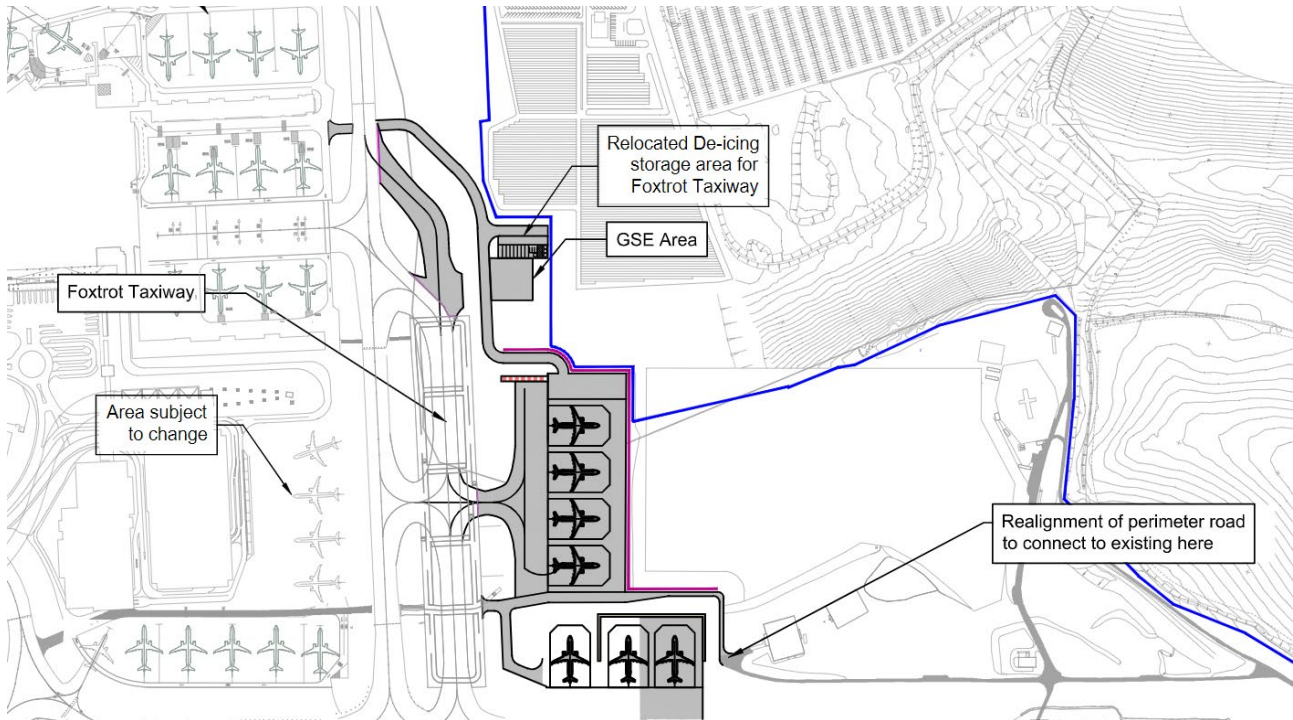 Relocated De-icing
storage area for
Foxtrot Taxiway
GSE Area
Foxtrot Taxiway
Area subject
to change
Realignment of perimeter road
to connect to existing here